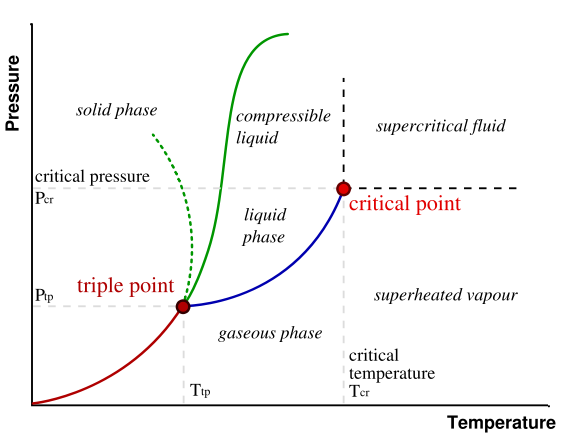 Pressure
solid phase
compressible
liquid
supercritical fluid
critical pressure
Pcr
critical point
liquid
phase
triple point
Ptp
superheated vapour
gaseous phase
critical
temperature
Tcr
Ttp
Temperature